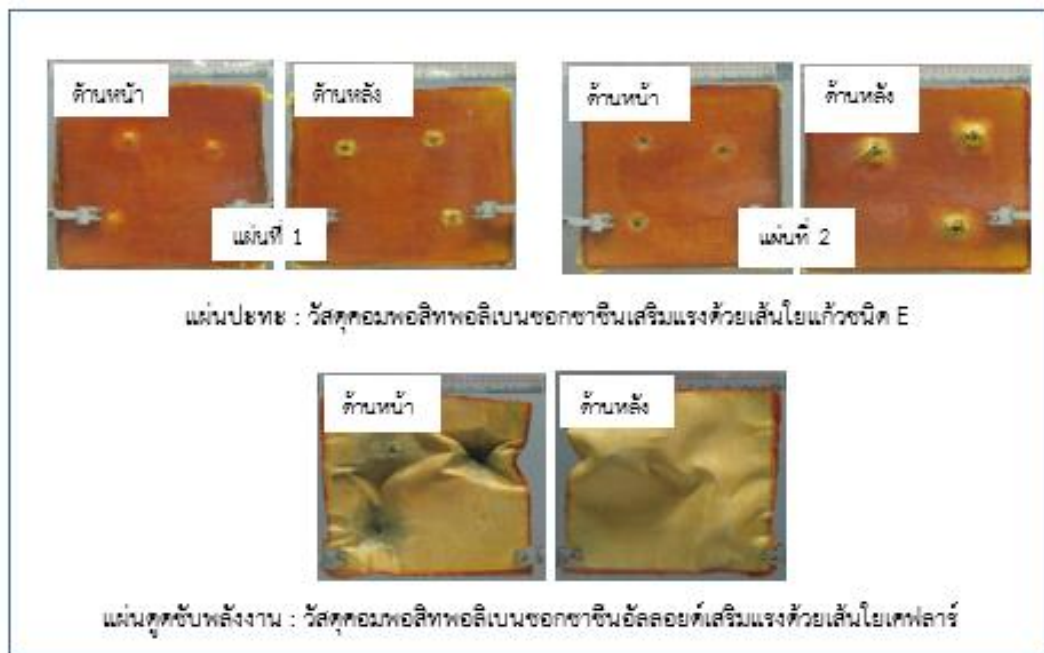 ด้านหน้า
ด้านหลัง
ด้านหน้า
ด้านหลัง
แผ่นที่ 1
แผ่นที่ 2
แผ่นปะทะ : วัสดุคอมพอสิทพอลิเบนซอกซาซีนเสริมแรงด้วยเส้นใยแก้วชนิด E
ด้านหน้า
ด้านหลัง
แผ่นดูดซับพลังงาน : วัสดุคอมพอสิทพอลิเบนซอกซาซีนอัลลอยด์เสริมแรงด้วยเส้นใยเคฟลาร์